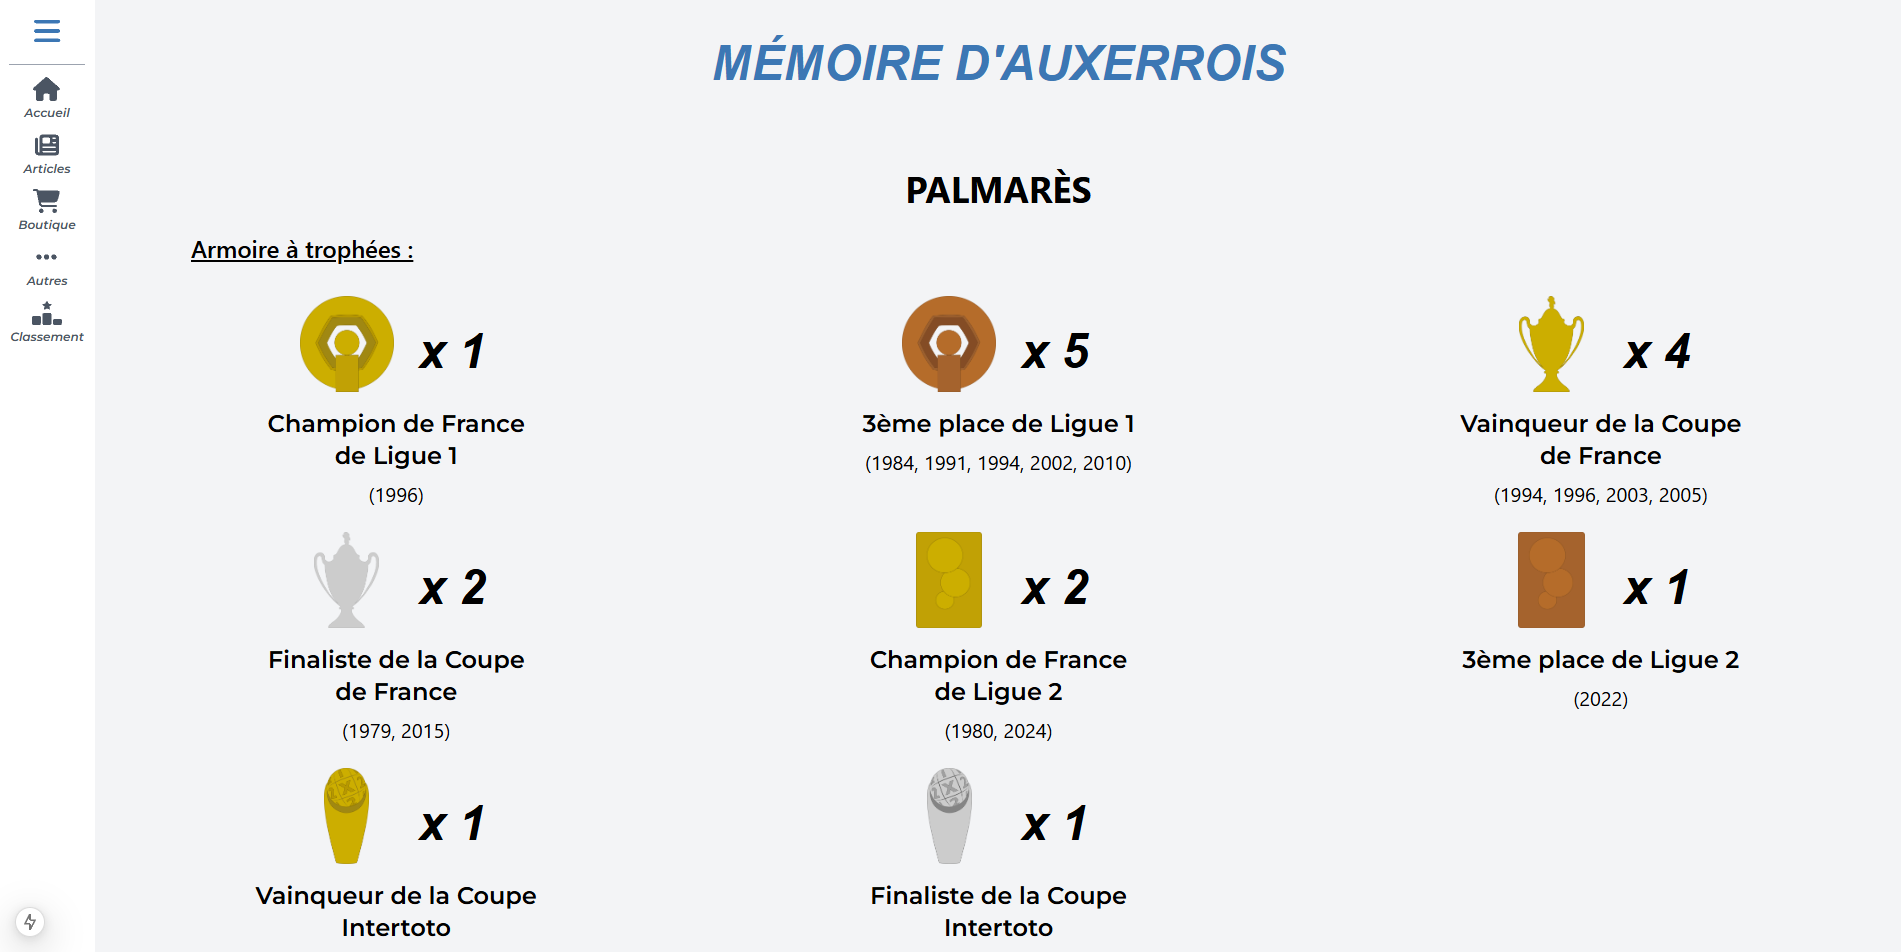 MÉMOIRE D'AUXERROIS
Accueil
Articles
Boutique
Autres
Classement
PALMARÈS
Armoire à trophées :
x 1
Champion de France
de Ligue 1
(1996)
x 5
3ème place de Ligue 1
(1984, 1991, 1994, 2002, 2010)
x 4
Vainqueur de la Coupe
de France
(1994, 1996, 2003, 2005)
x 2
Finaliste de la Coupe
de France
(1979, 2015)
x 2
Champion de France
de Ligue 2
(1980, 2024)
x 1
3ème place de Ligue 2
(2022)
x 1
Vainqueur de la Coupe
Intertoto
x 1
Finaliste de la Coupe
Intertoto